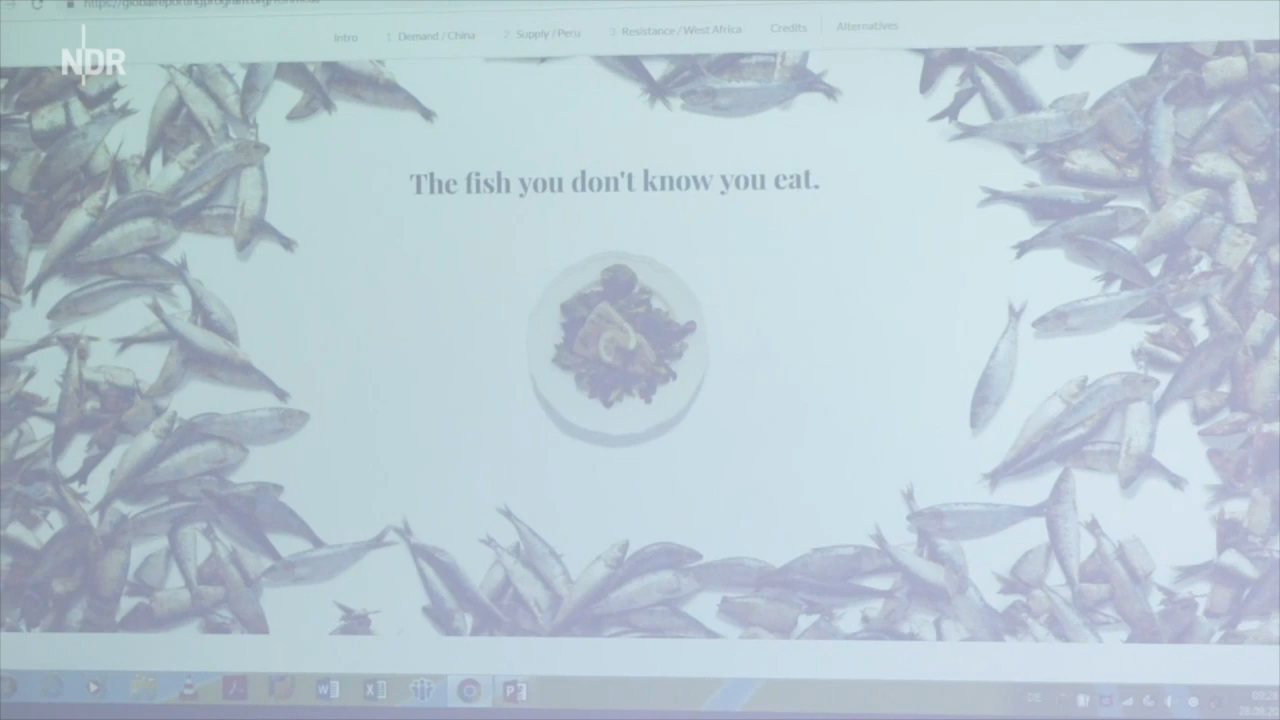 NDR
Intro
1 Demand / China
2 Supply / Peru
3 Resistance / West Africa
Credits
Alternatives
The fish you don't know you eat.